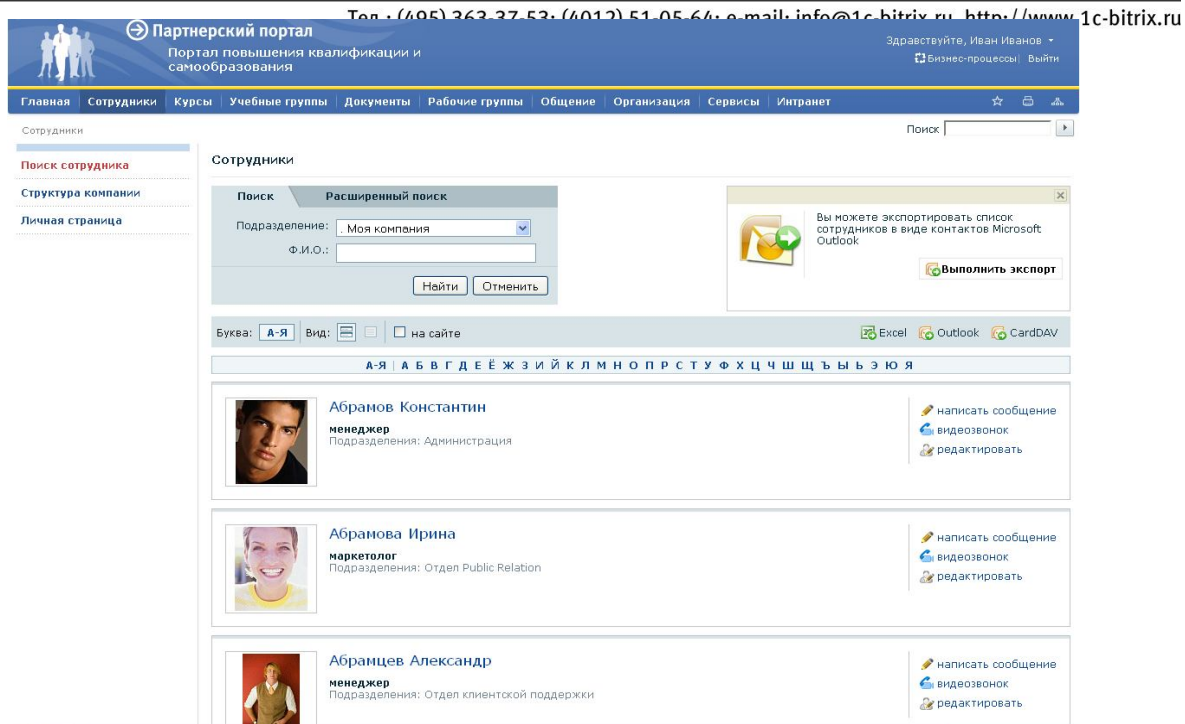 Тел.: (495) 363-37-53; (4012) 51-05-64; e-mail: info@1c-bitrix.ru, http://www.1c-bitrix.ru
Партнерский портал
Портал повышения квалификации и
самообразования
Здравствуйте, Иван Иванов
Бизнес-процессы | Выйти
Главная Сотрудники Курсы Учебные группы Документы Рабочие группы Общение Организация Сервисы Интранет
Сотрудники
Поиск
Поиск сотрудника
Структура компании
Личная страница
Сотрудники
Поиск Расширенный поиск
Подразделение: . Моя компания
Ф.И.О.:
Найти Отменить
Вы можете экспортировать список
сотрудников в виде контактов Microsoft
Outlook
Выполнить экспорт
Буква: А-Я Вид: на сайте Excel Outlook CardDAV
А-Я | А Б В Г Д Е Ё Ж З И Й К Л М Н О П Р С Т У Ф Х Ц Ч Ш Щ Ъ Ы Ь Э Ю Я
Абрамов Константин
менеджер
Подразделения: Администрация
написать сообщение
видеозвонок
редактировать
Абрамова Ирина
маркетолог
Подразделения: Отдел Public Relation
написать сообщение
видеозвонок
редактировать
Абрамцев Александр
менеджер
Подразделения: Отдел клиентской поддержки
написать сообщение
видеозвонок
редактировать